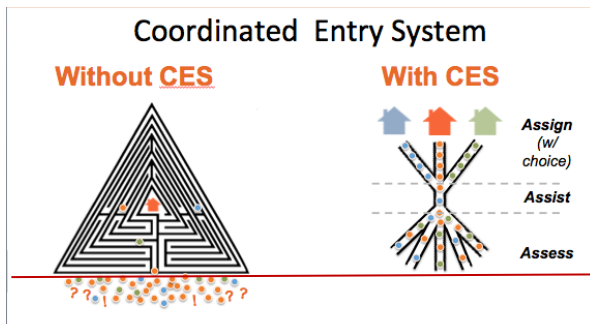 Coordinated Entry System
Without CES
With CES
Assign
(w/
choice)
Assist
Assess
? ? ! ! ? ?